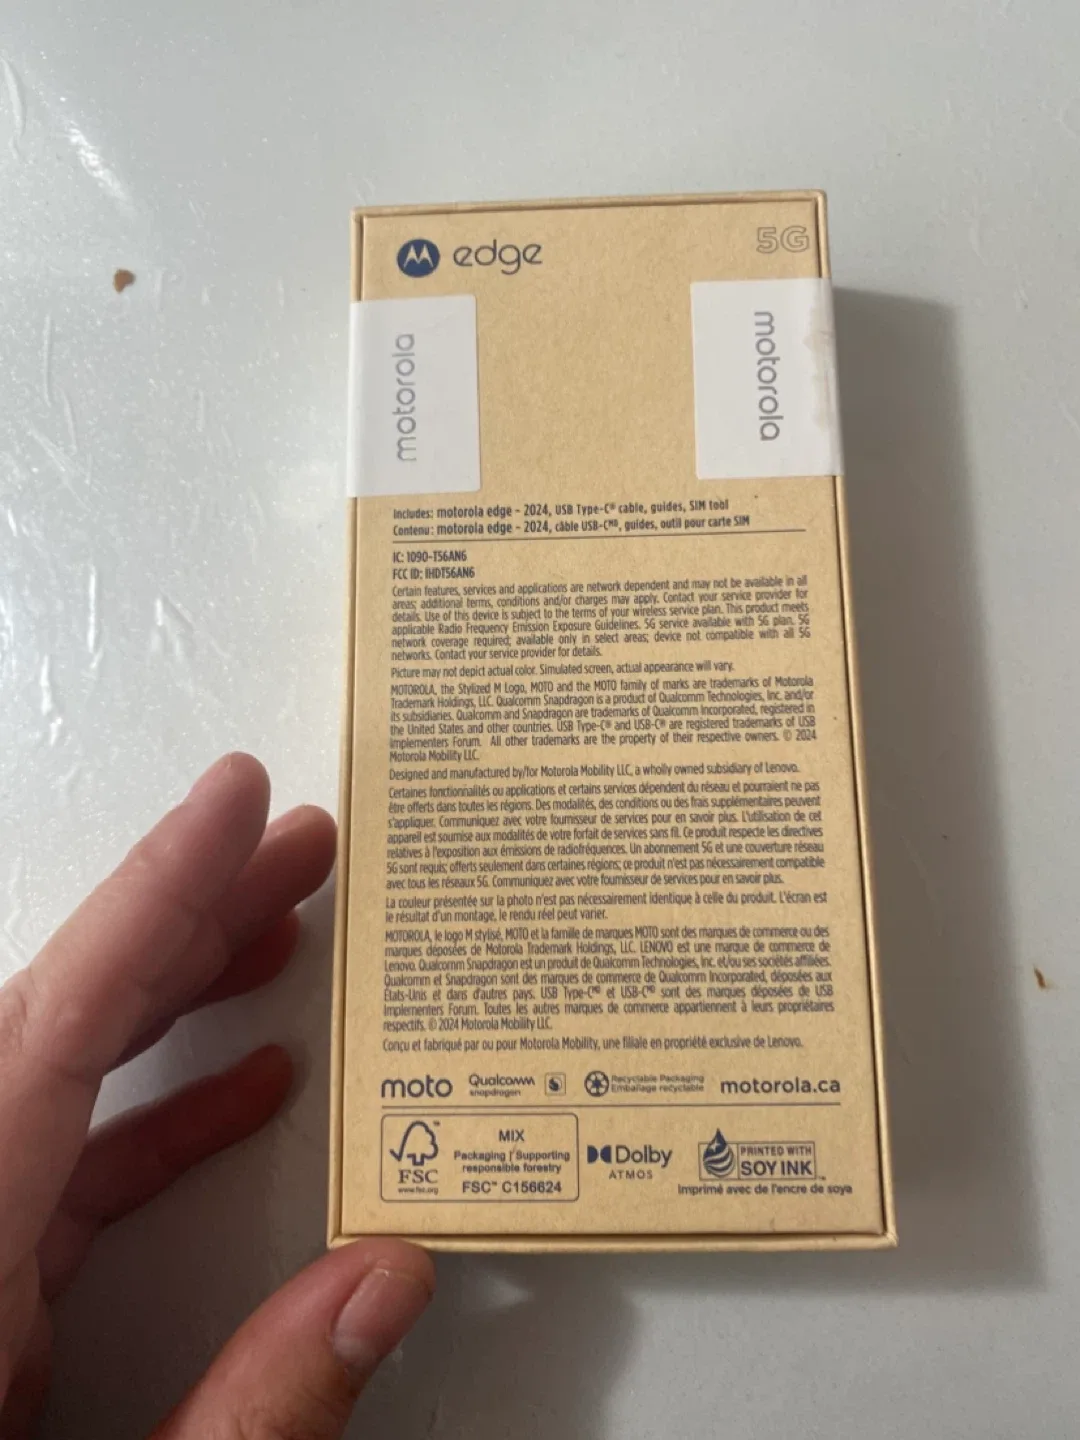 edge
5G
motorola
motorola
Includes: motorola edge - 2024, USB Type-C® cable, guides, SIM tool
Contenu: motorola edge - 2024, câble USB-Cᴹᴰ, guides, outil pour carte SIM
IC: 1090-T56AN6
FCC ID: IHDT56AN6
Certain features, services and applications are network dependent and may not be available in all
areas; additional terms, conditions and/or charges may apply. Contact your service provider for
details. Use of this device is subject to the terms of your wireless service plan. This product meets
applicable Radio Frequency Emission Exposure Guidelines. 5G service available with 5G plan. 5G
network coverage required; available only in select areas; device not compatible with all 5G
networks. Contact your service provider for details.
Picture may not depict actual color. Simulated screen, actual appearance will vary.
MOTOROLA, the Stylized M Logo, MOTO and the MOTO family of marks are trademarks of Motorola
Trademark Holdings, LLC. Qualcomm Snapdragon is a product of Qualcomm Technologies, Inc. and/or
its subsidiaries. Qualcomm and Snapdragon are trademarks of Qualcomm Incorporated, registered in
the United States and other countries. USB Type-C® and USB-C® are registered trademarks of USB
Implementers Forum. All other trademarks are the property of their respective owners. © 2024
Motorola Mobility LLC.
Designed and manufactured by/for Motorola Mobility LLC, a wholly owned subsidiary of Lenovo.
Certaines fonctionnalités ou applications et certains services dépendent du réseau et pourraient ne pas
être offerts dans toutes les régions. Des modalités, des conditions ou des frais supplémentaires peuvent
s'appliquer. Communiquez avec votre fournisseur de services pour en savoir plus. L'utilisation de cet
appareil est soumise aux modalités de votre forfait de services sans fil. Ce produit respecte les directives
relatives à l'exposition aux émissions de radiofréquences. Un abonnement 5G et une couverture réseau
5G sont requis; offerts seulement dans certaines régions; ce produit n'est pas nécessairement compatible
avec tous les réseaux 5G. Communiquez avec votre fournisseur de services pour en savoir plus.
La couleur présentée sur la photo n'est pas nécessairement identique à celle du produit. L'écran est
le résultat d'un montage, le rendu réel peut varier.
MOTOROLA, le logo M stylisé, MOTO et la famille de marques MOTO sont des marques de commerce ou des
marques déposées de Motorola Trademark Holdings, LLC. LENOVO est une marque de commerce de
Lenovo. Qualcomm Snapdragon est un produit de Qualcomm Technologies, Inc. et/ou ses sociétés affiliées.
Qualcomm et Snapdragon sont des marques de commerce de Qualcomm Incorporated, déposées aux
États-Unis et dans d'autres pays. USB Type-Cᴹᴰ et USB-Cᴹᴰ sont des marques déposées de USB
Implementers Forum. Toutes les autres marques de commerce appartiennent à leurs propriétaires
respectifs. © 2024 Motorola Mobility LLC.
Conçu et fabriqué par ou pour Motorola Mobility, une filiale en propriété exclusive de Lenovo.
moto
Qualcomm
snapdragon
Recyclable Packaging
Emballage recyclable
motorola.ca
FSC
www.fsc.org
MIX
Packaging | Supporting
responsible forestry
FSC™ C156624
Dolby
ATMOS
PRINTED WITH
SOY INK
Imprimé avec de l'encre de soya